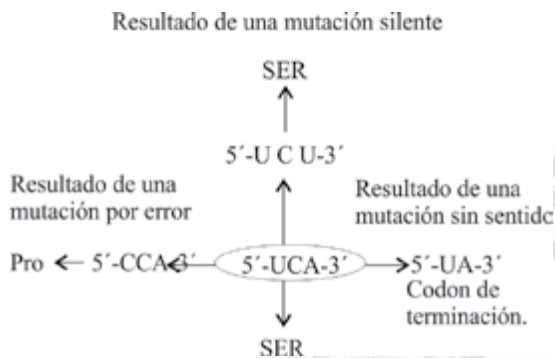 Resultado de una mutación silente
SER
5´-U C U-3´
Resultado de una
mutación por error
Resultado de una
mutación sin sentidc
Pro
5´-CCA-3´
5´-UCA-3´
5´-UA-3´
Codon de
terminación.
SER